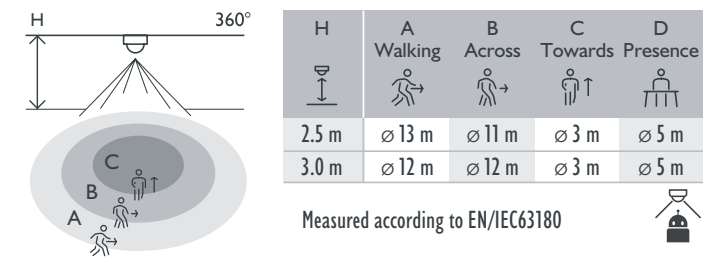 H 360°
C
B
A
H A B C D
Walking Across Towards Presence
2.5 m ⌀ 13 m ⌀ 11 m ⌀ 3 m ⌀ 5 m
3.0 m ⌀ 12 m ⌀ 12 m ⌀ 3 m ⌀ 5 m
Measured according to EN/IEC63180